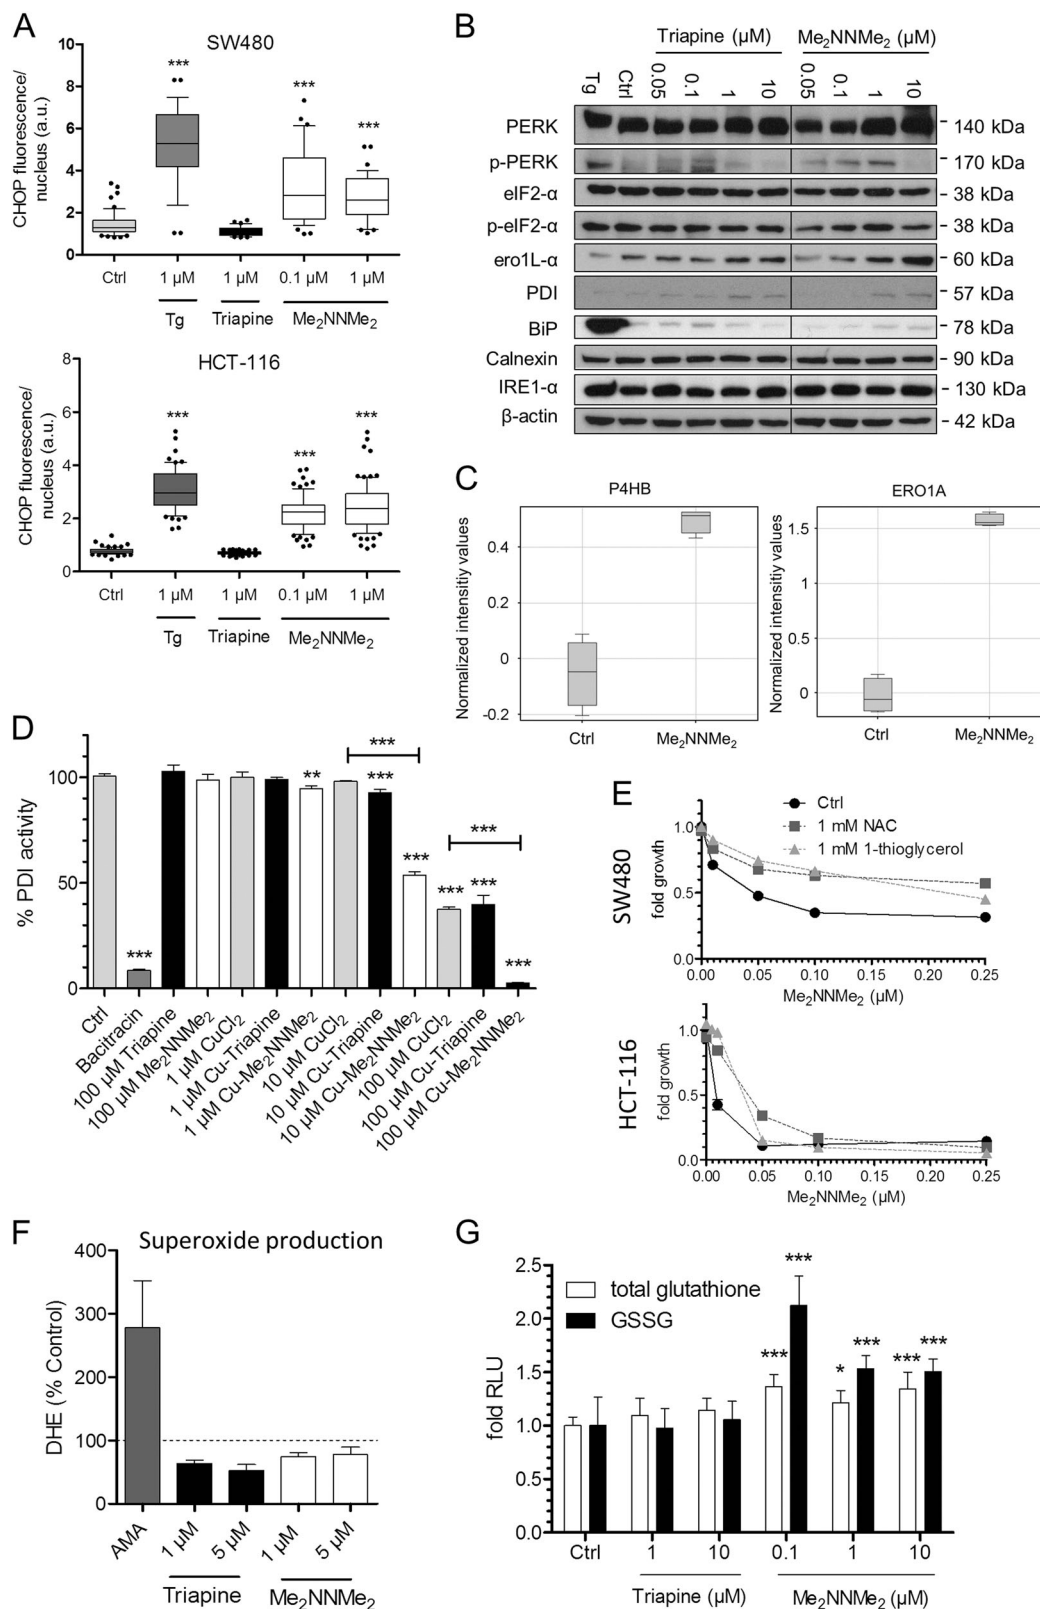 A
SW480
CHOP fluorescence/
nucleus (a.u.)
10
8
6
4
2
0
***
***
***
Ctrl
1 µM
1 µM
0.1 µM
1 µM
Tg
Triapine
Me₂NNMe₂
HCT-116
CHOP fluorescence/
nucleus (a.u.)
8
6
4
2
0
***
***
***
Ctrl
1 µM
1 µM
0.1 µM
1 µM
Tg
Triapine
Me₂NNMe₂
B
Triapine (µM)
Me₂NNMe₂ (µM)
Tg
Ctrl
0.05
0.1
1
10
0.05
0.1
1
10
PERK - 140 kDa
p-PERK - 170 kDa
eIF2-α - 38 kDa
p-eIF2-α - 38 kDa
ero1L-α - 60 kDa
PDI - 57 kDa
BiP - 78 kDa
Calnexin - 90 kDa
IRE1-α - 130 kDa
β-actin - 42 kDa
C
P4HB
Normalized intensitiy values
0.4
0.2
0
-0.2
Ctrl
Me₂NNMe₂
ERO1A
Normalized intensitiy values
1.5
1
0.5
0
Ctrl
Me₂NNMe₂
D
% PDI activity
100
50
0
***
**
***
***
***
***
***
***
***
Ctrl
Bacitracin
100 µM Triapine
100 µM Me₂NNMe₂
1 µM CuCl₂
1 µM Cu-Triapine
1 µM Cu-Me₂NNMe₂
10 µM CuCl₂
10 µM Cu-Triapine
10 µM Cu-Me₂NNMe₂
100 µM CuCl₂
100 µM Cu-Triapine
100 µM Cu-Me₂NNMe₂
E
Ctrl
1 mM NAC
1 mM 1-thioglycerol
SW480
fold growth
1.0
0.5
0.0
0.00
0.05
0.10
0.15
0.20
0.25
Me₂NNMe₂ (µM)
HCT-116
fold growth
1.0
0.5
0.0
0.00
0.05
0.10
0.15
0.20
0.25
Me₂NNMe₂ (µM)
F
Superoxide production
DHE (% Control)
400
300
200
100
0
AMA
1 µM
5 µM
1 µM
5 µM
Triapine
Me₂NNMe₂
G
total glutathione
GSSG
fold RLU
2.5
2.0
1.5
1.0
0.5
0.0
***
***
*
***
***
***
Ctrl
1
10
0.1
1
10
Triapine (µM)
Me₂NNMe₂ (µM)